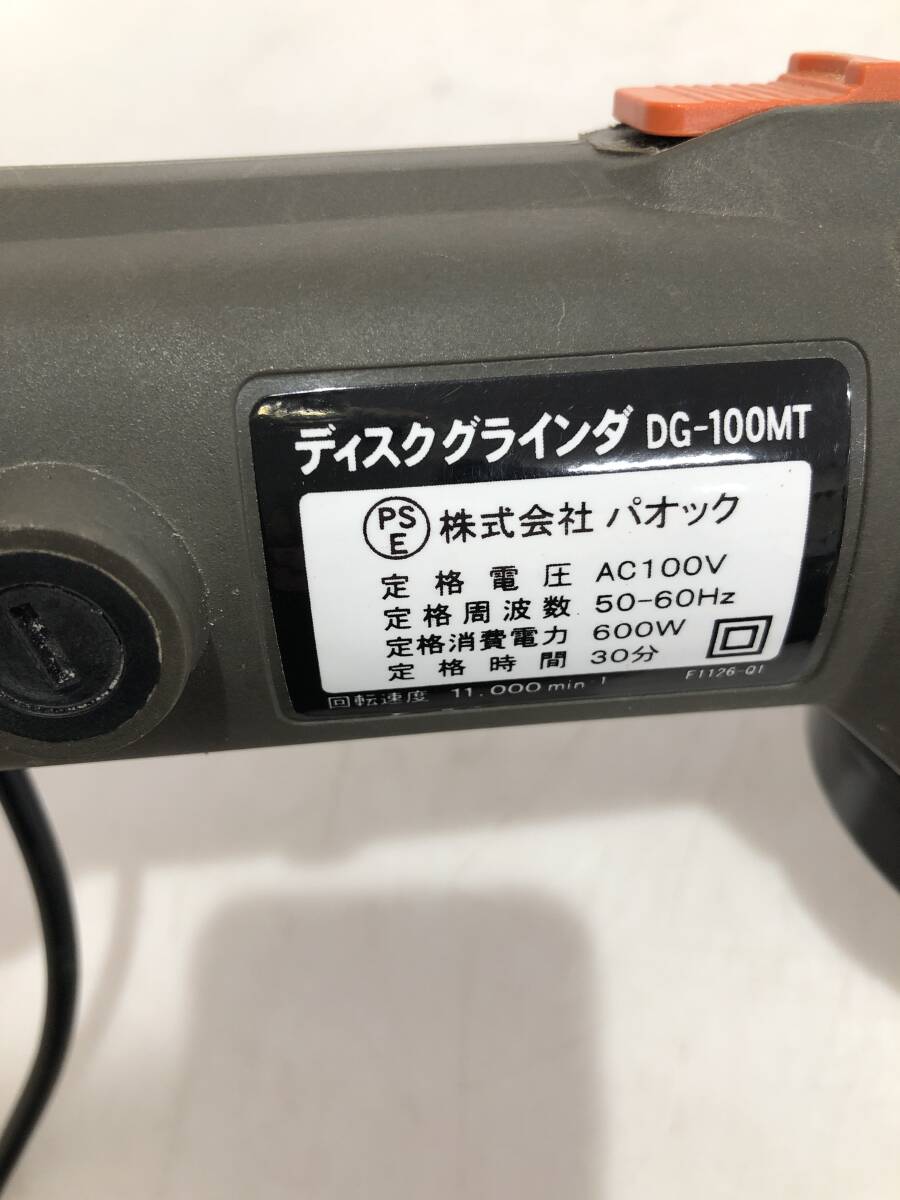 ディスクグラインダ DG-100MT
PS E 株式会社 パオック
定格電圧 AC100V
定格周波数 50-60Hz
定格消費電力 600W
定格時間 30分
回転速度 11.000min⁻¹ F1126-01